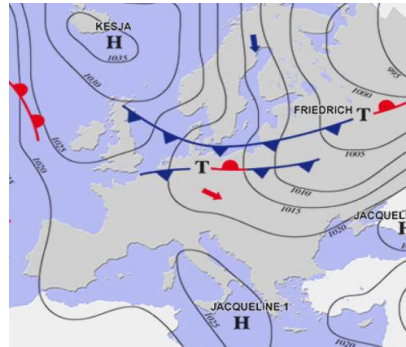 KESJA
H
1035
1030
1025
1020
995
1000
FRIEDRICH T
1005
T
1010
1015
1020
JACQUELI
H
JACQUELINE 1
1025
H
1020